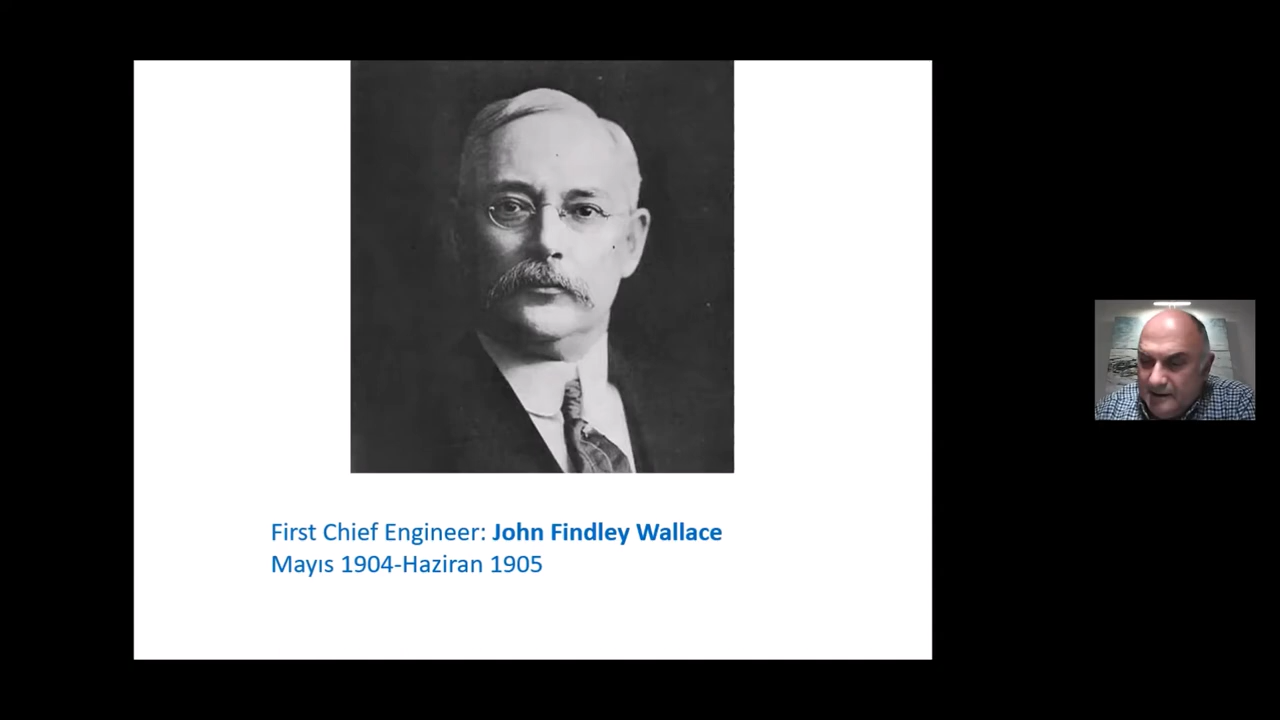 First Chief Engineer: John Findley Wallace
Mayıs 1904-Haziran 1905